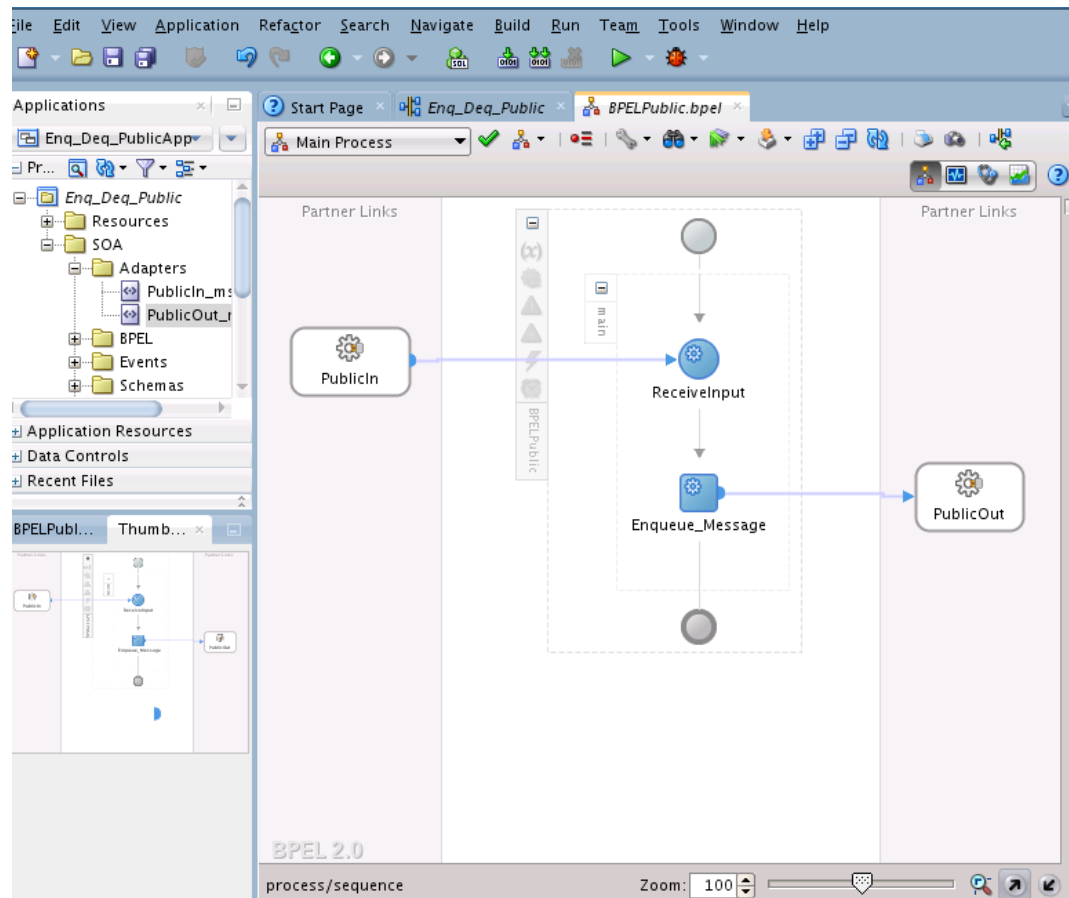 ile Edit View Application Refactor Search Navigate Build Run Team Tools Window Help
Applications
Start Page
Enq_Deq_Public
BPELPublic.bpel
Enq_Deq_PublicApp
Main Process
Pr...
Enq_Deq_Public
Resources
SOA
Adapters
PublicIn_ms
PublicOut_r
BPEL
Events
Schemas
Application Resources
Data Controls
Recent Files
BPELPubl...
Thumb...
Partner Links
Partner Links
(x)
main
BPELPublic
PublicIn
ReceiveInput
Enqueue_Message
PublicOut
BPEL 2.0
process/sequence
Zoom: 100